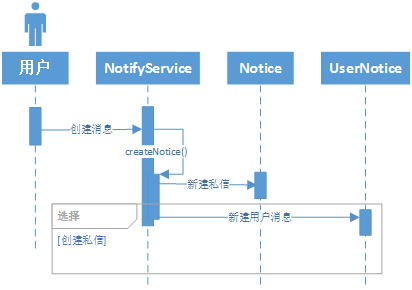 用户
NotifyService
Notice
UserNotice
创建消息
createNotice()
新建私信
选择
新建用户消息
[创建私信]